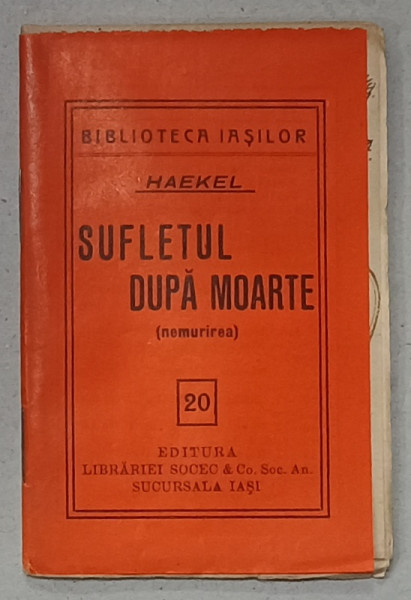 BIBLIOTECA IAȘILOR
HAEKEL
SUFLETUL
DUPĂ MOARTE
(nemurirea)
20
EDITURA
LIBRĂRIEI SOCEC & Co. Soc. An.
SUCURSALA IAȘI